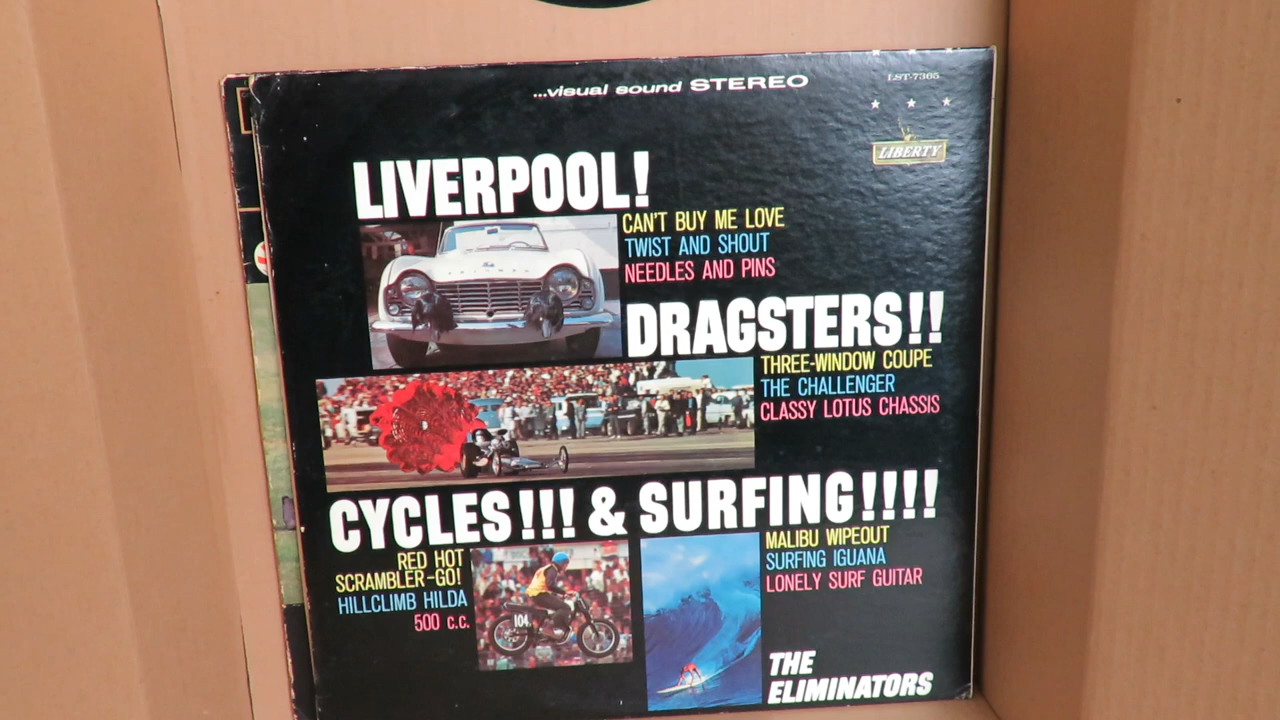 ...visual sound STEREO
LST-7365
LIBERTY
LIVERPOOL!
CAN'T BUY ME LOVE
TWIST AND SHOUT
NEEDLES AND PINS
DRAGSTERS!!
THREE-WINDOW COUPE
THE CHALLENGER
CLASSY LOTUS CHASSIS
CYCLES!!! & SURFING!!!!
RED HOT
SCRAMBLER-GO!
HILLCLIMB HILDA
500 c.c.
104
MALIBU WIPEOUT
SURFING IGUANA
LONELY SURF GUITAR
THE
ELIMINATORS